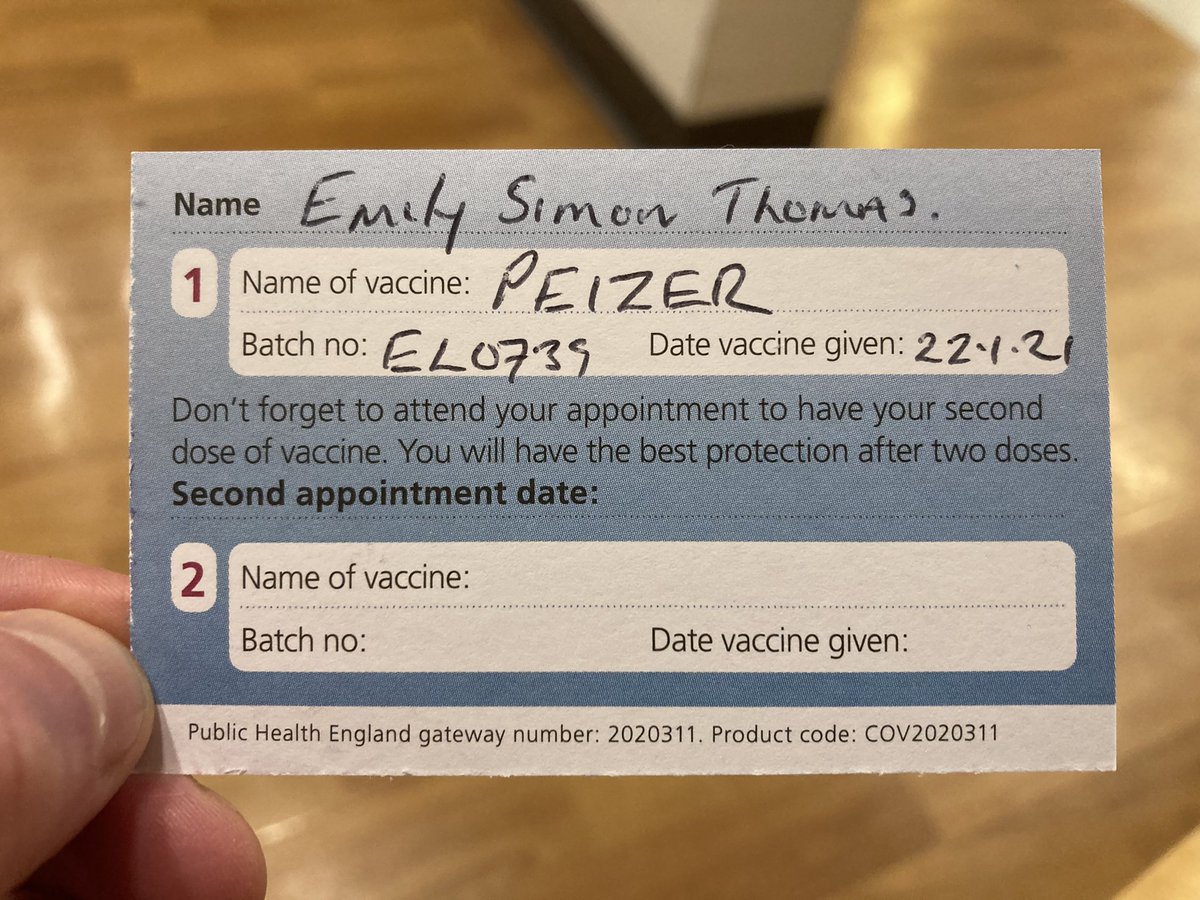 Name Emily Simon Thomas.
1 Name of vaccine: PEIZER
Batch no: EL0739 Date vaccine given: 22.1.21
Don't forget to attend your appointment to have your second
dose of vaccine. You will have the best protection after two doses.
Second appointment date:
2 Name of vaccine:
Batch no: Date vaccine given:
Public Health England gateway number: 2020311. Product code: COV2020311